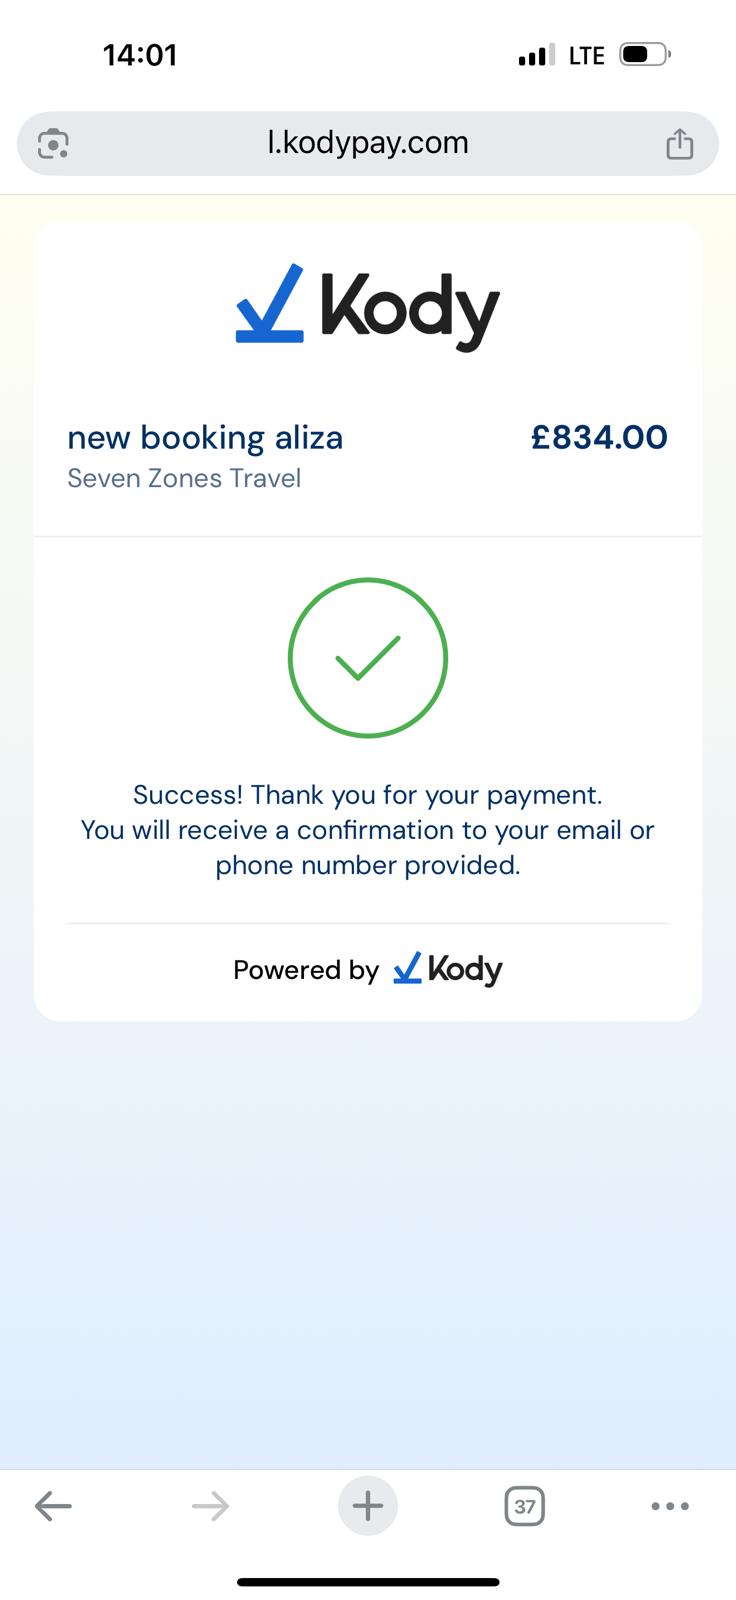 14:01 LTE
l.kodypay.com
Kody
new booking aliza £834.00
Seven Zones Travel
Success! Thank you for your payment.
You will receive a confirmation to your email or
phone number provided.
Powered by Kody
37